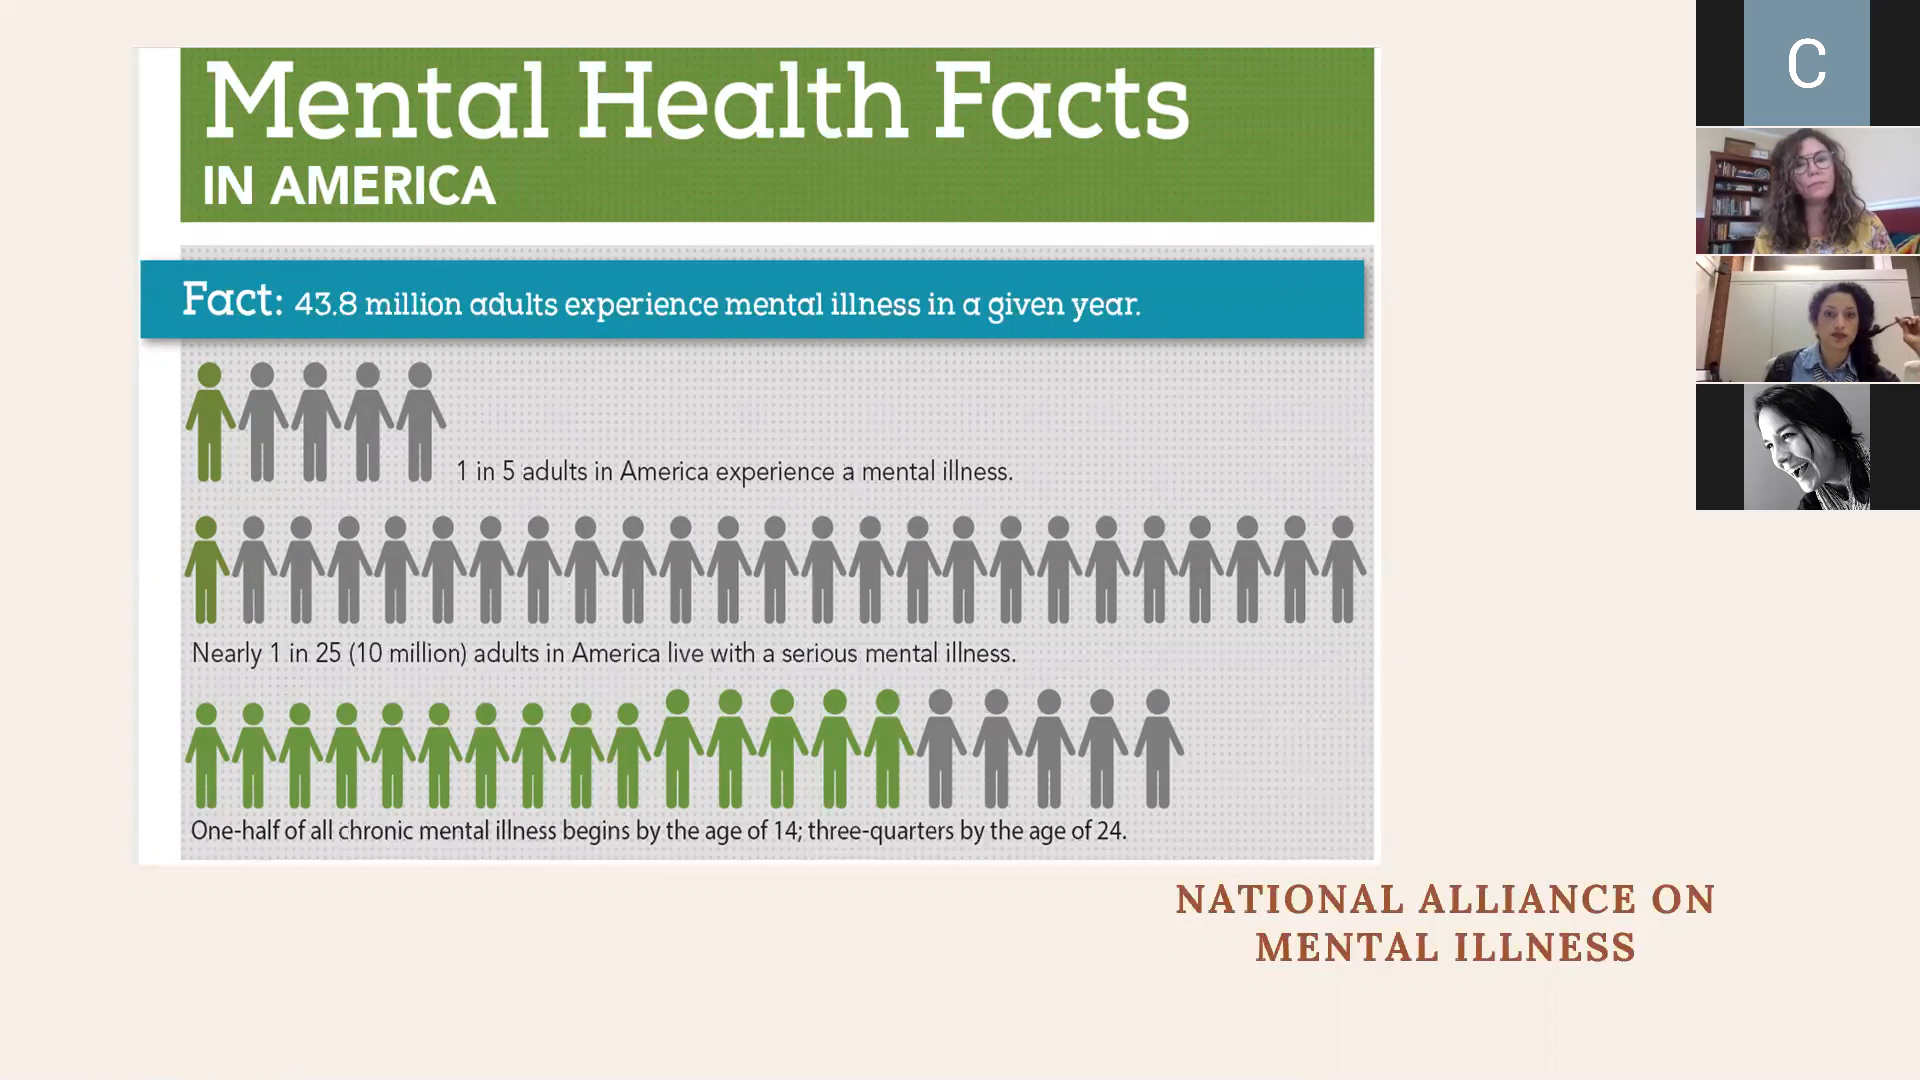 Mental Health Facts
IN AMERICA
Fact: 43.8 million adults experience mental illness in a given year.
1 in 5 adults in America experience a mental illness.
Nearly 1 in 25 (10 million) adults in America live with a serious mental illness.
One-half of all chronic mental illness begins by the age of 14; three-quarters by the age of 24.
NATIONAL ALLIANCE ON
MENTAL ILLNESS
C